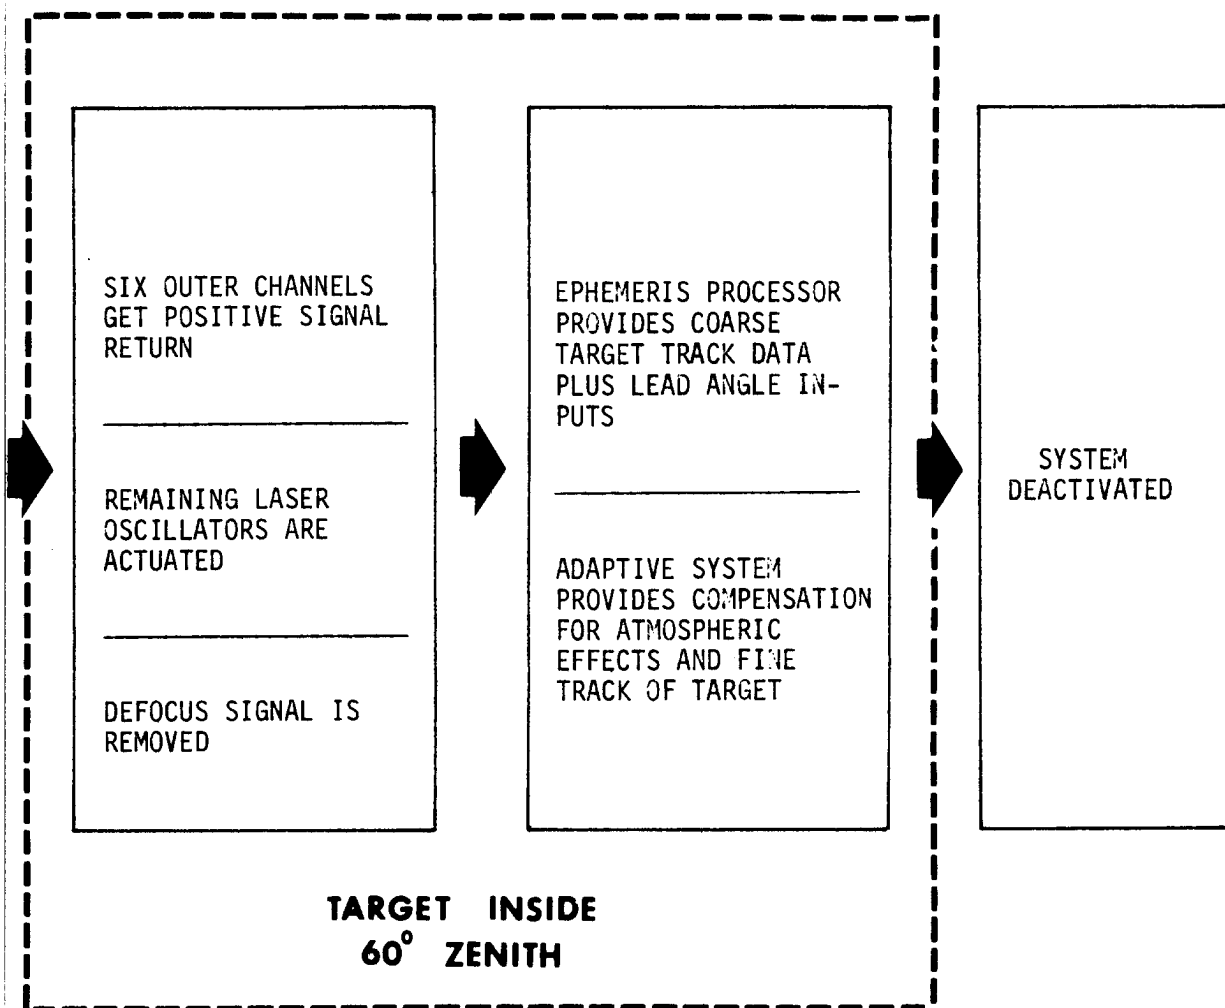 SIX OUTER CHANNELS
GET POSITIVE SIGNAL
RETURN
REMAINING LASER
OSCILLATORS ARE
ACTUATED
DEFOCUS SIGNAL IS
REMOVED
EPHEMERIS PROCESSOR
PROVIDES COARSE
TARGET TRACK DATA
PLUS LEAD ANGLE IN-
PUTS
ADAPTIVE SYSTEM
PROVIDES COMPENSATION
FOR ATMOSPHERIC
EFFECTS AND FINE
TRACK OF TARGET
SYSTEM
DEACTIVATED
TARGET INSIDE
60° ZENITH